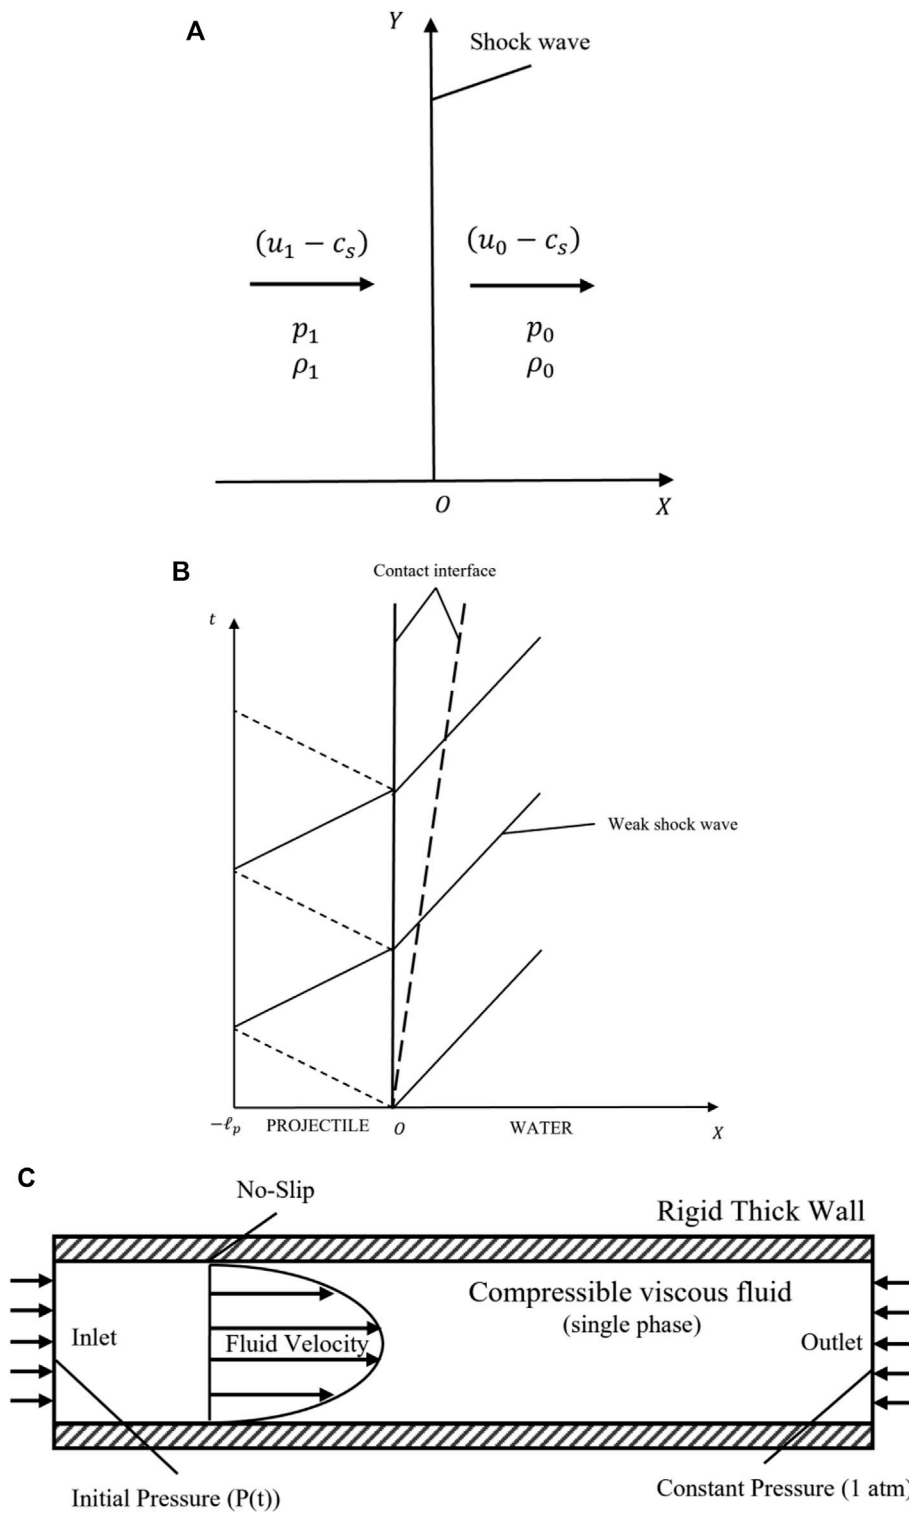 A
Y
Shock wave
(u₁ − cₛ)
(u₀ − cₛ)
p₁
p₀
ρ₁
ρ₀
O
X
B
Contact interface
t
Weak shock wave
−ℓₚ
PROJECTILE
O
WATER
X
C
No-Slip
Rigid Thick Wall
Compressible viscous fluid
(single phase)
Inlet
Fluid Velocity
Outlet
Initial Pressure (P(t))
Constant Pressure (1 atm)